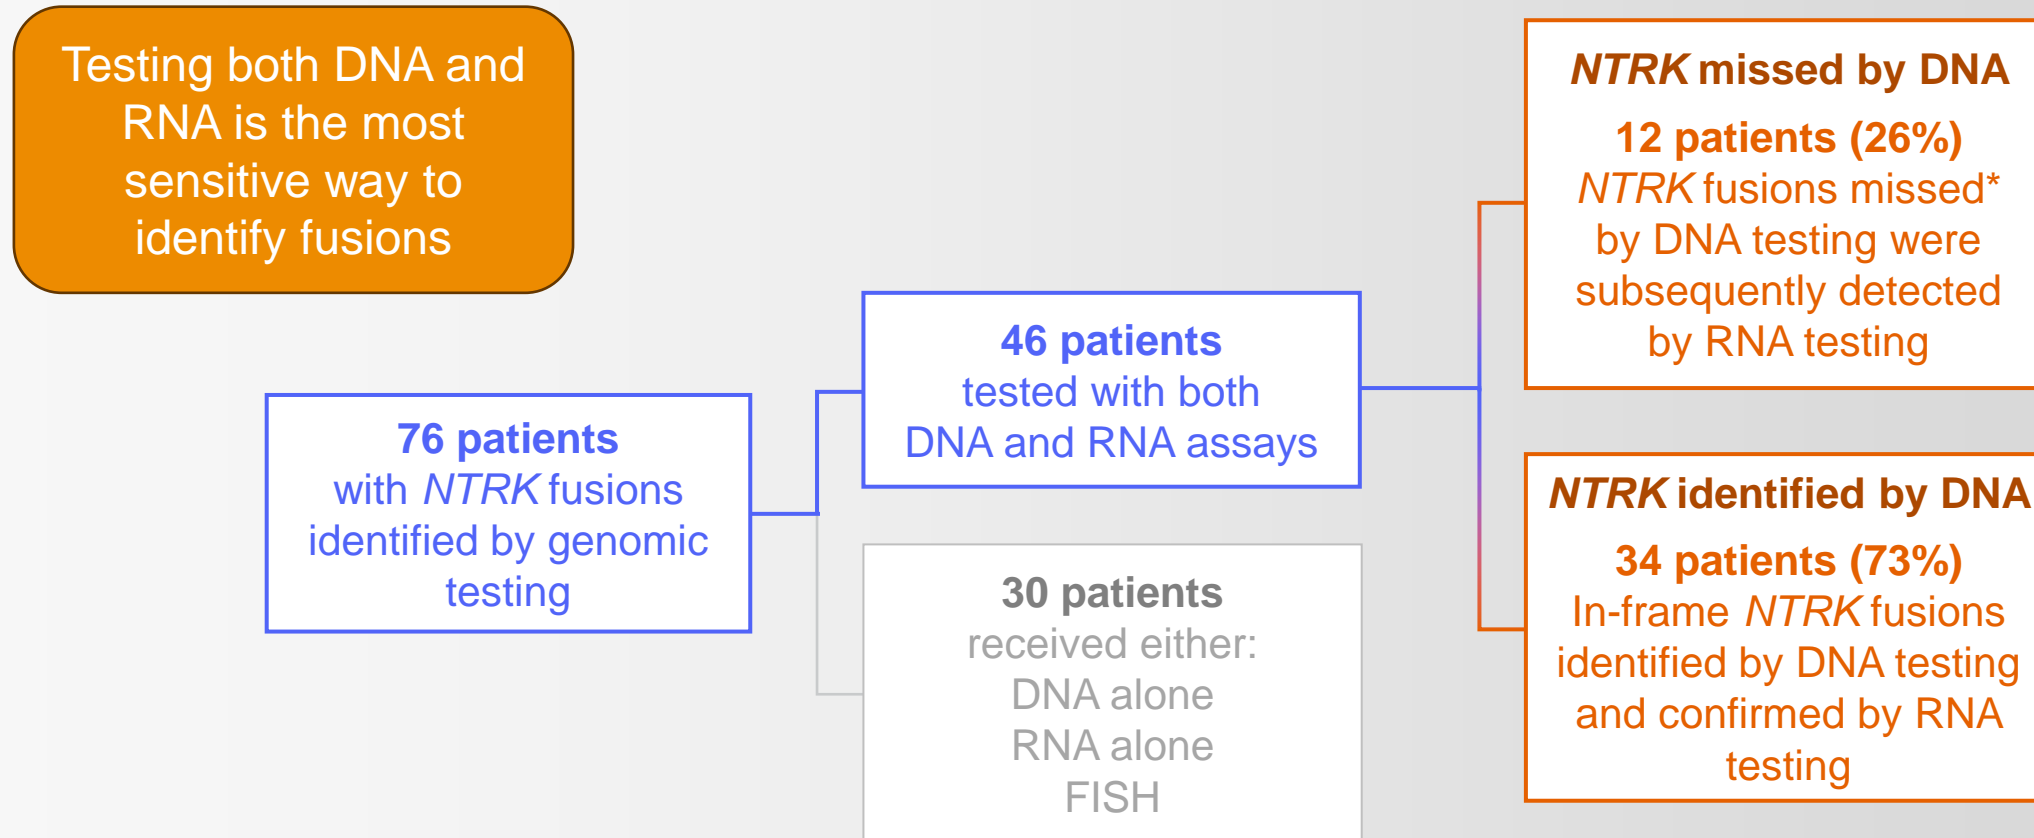 Testing both DNA and
RNA is the most
sensitive way to
identify fusions
76 patients
with NTRK fusions
identified by genomic
testing
46 patients
tested with both
DNA and RNA assays
30 patients
received either:
DNA alone
RNA alone
FISH
NTRK missed by DNA
12 patients (26%)
NTRK fusions missed*
by DNA testing were
subsequently detected
by RNA testing
NTRK identified by DNA
34 patients (73%)
In-frame NTRK fusions
identified by DNA testing
and confirmed by RNA
testing